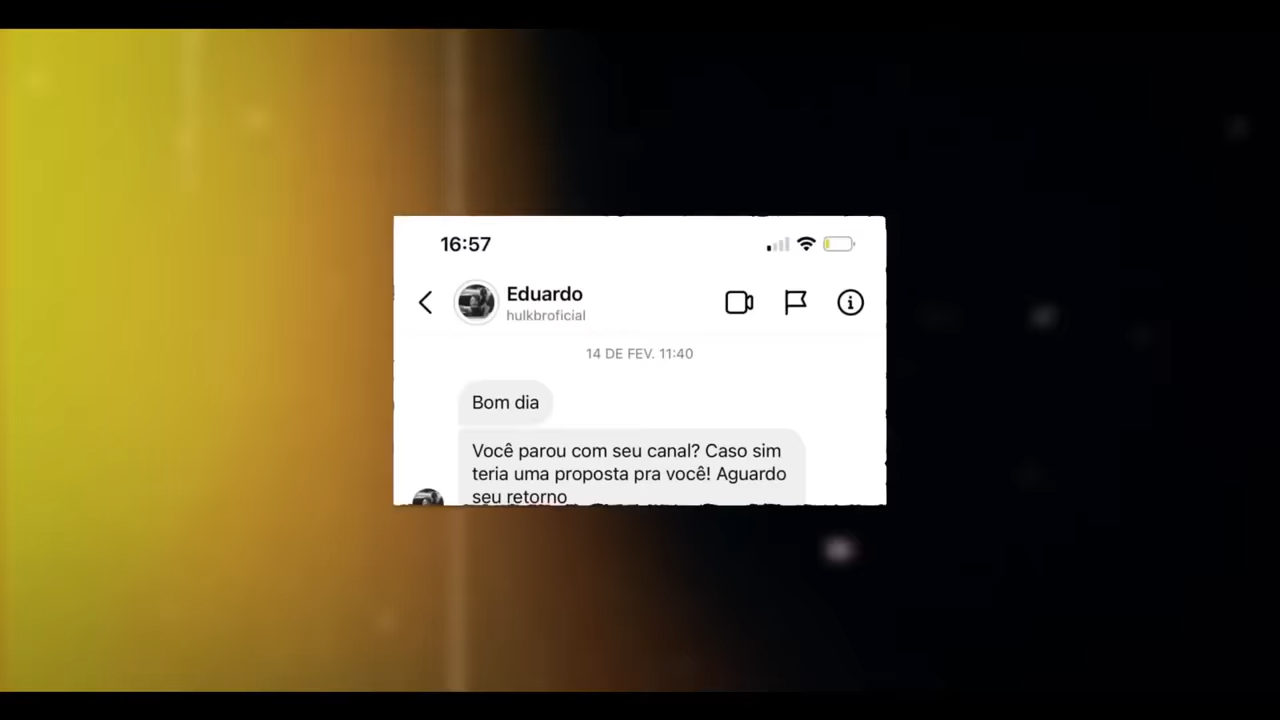 16:57
Eduardo
hulkbroficial
14 DE FEV. 11:40
Bom dia
Você parou com seu canal? Caso sim
teria uma proposta pra você! Aguardo
seu retorno